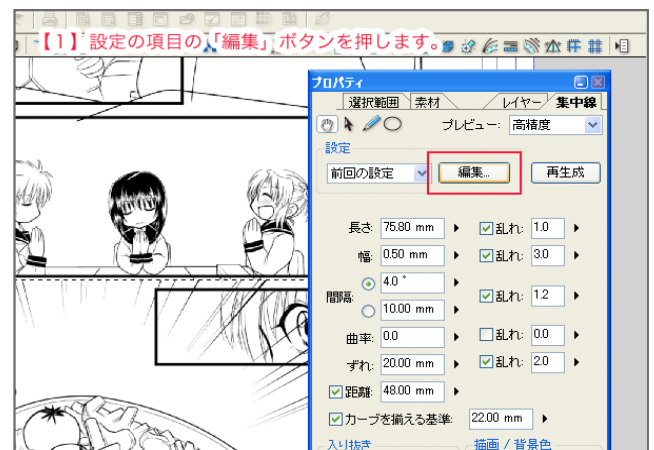 【1】設定の項目の、「編集」ボタンを押します。
プロパティ
選択範囲 素材 レイヤー 集中線
プレビュー: 高精度
設定
前回の設定 編集... 再生成
長さ: 75.80 mm 乱れ: 1.0
幅: 0.50 mm 乱れ: 3.0
間隔: 4.0 ° 乱れ: 1.2
10.00 mm
曲率: 0.0 乱れ: 0.0
ずれ: 20.00 mm 乱れ: 2.0
距離: 48.00 mm
カーブを揃える基準: 22.00 mm
入り抜き 描画 / 背景色